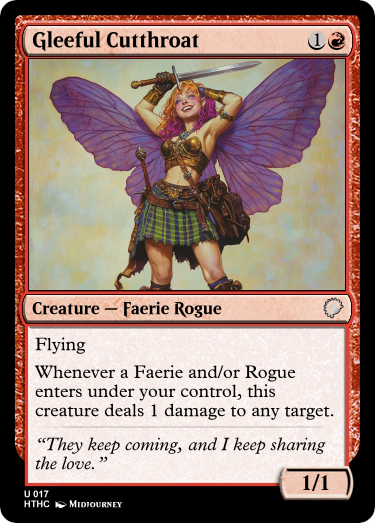 Gleeful Cutthroat 1
Creature — Faerie Rogue
Flying
Whenever a Faerie and/or Rogue
enters under your control, this
creature deals 1 damage to any target.
“They keep coming, and I keep sharing
the love.”
1/1
U 017
HTHC Midjourney